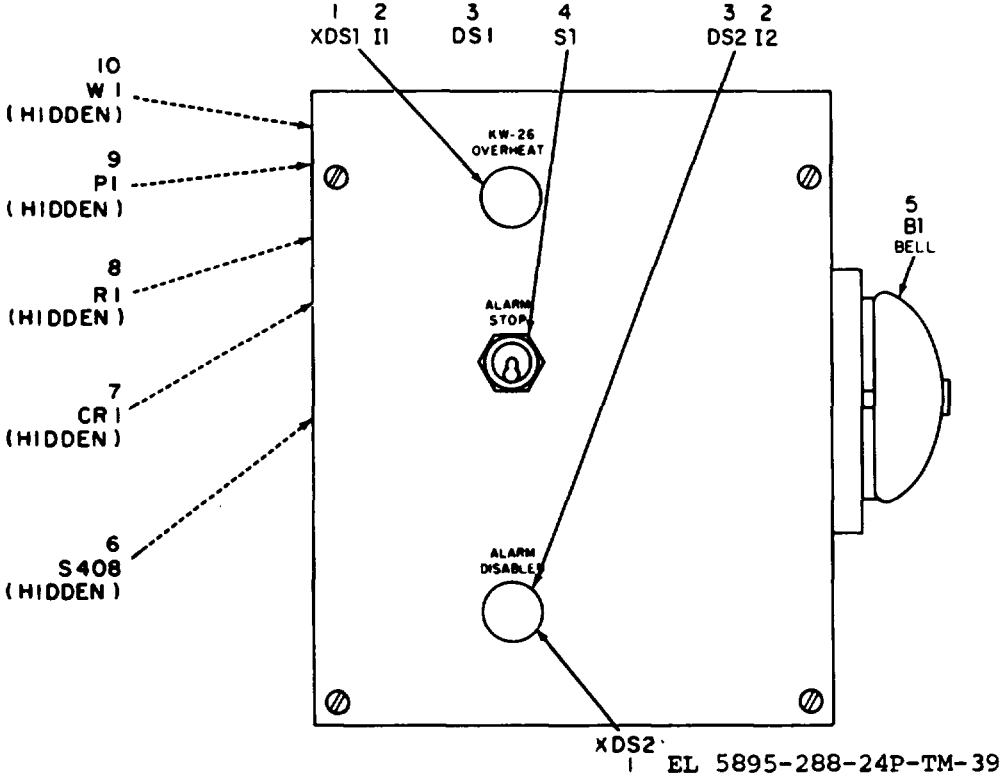 1 2 3 4 3 2
XDS1 I1 DS1 S1 DS2 I2
10
W1
(HIDDEN)
KW-26
OVERHEAT
9
P1
(HIDDEN)
5
B1
BELL
8
R1
(HIDDEN)
ALARM
STOP
7
CR1
(HIDDEN)
6
S408
(HIDDEN)
ALARM
DISABLED
XDS2
1
EL 5895-288-24P-TM-39